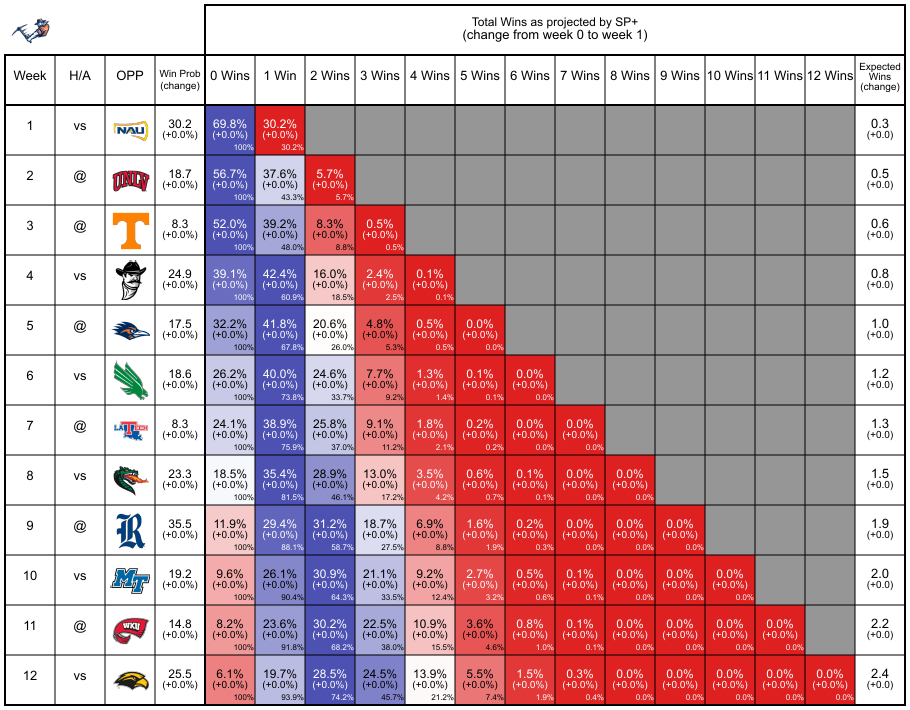 Total Wins as projected by SP+
(change from week 0 to week 1)
Week H/A OPP Win Prob (change) 0 Wins 1 Win 2 Wins 3 Wins 4 Wins 5 Wins 6 Wins 7 Wins 8 Wins 9 Wins 10 Wins 11 Wins 12 Wins Expected Wins (change)
1 vs NAU 30.2 69.8% 30.2% 0.3
(+0.0%) (+0.0%) (+0.0%) (+0.0)
100% 30.2%
2 @ UNLV 18.7 56.7% 37.6% 5.7% 0.5
(+0.0%) (+0.0%) (+0.0%) (+0.0%) (+0.0)
100% 43.3% 5.7%
3 @ T 8.3 52.0% 39.2% 8.3% 0.5% 0.6
(+0.0%) (+0.0%) (+0.0%) (+0.0%) (+0.0%) (+0.0)
100% 48.0% 8.8% 0.5%
4 vs 24.9 39.1% 42.4% 16.0% 2.4% 0.1% 0.8
(+0.0%) (+0.0%) (+0.0%) (+0.0%) (+0.0%) (+0.0%) (+0.0)
100% 60.9% 18.5% 2.5% 0.1%
5 @ 17.5 32.2% 41.8% 20.6% 4.8% 0.5% 0.0% 1.0
(+0.0%) (+0.0%) (+0.0%) (+0.0%) (+0.0%) (+0.0%) (+0.0%) (+0.0)
100% 67.8% 26.0% 5.3% 0.5% 0.0%
6 vs 18.6 26.2% 40.0% 24.6% 7.7% 1.3% 0.1% 0.0% 1.2
(+0.0%) (+0.0%) (+0.0%) (+0.0%) (+0.0%) (+0.0%) (+0.0%) (+0.0%) (+0.0)
100% 73.8% 33.7% 9.2% 1.4% 0.1% 0.0%
7 @ LA TECH 8.3 24.1% 38.9% 25.8% 9.1% 1.8% 0.2% 0.0% 0.0% 1.3
(+0.0%) (+0.0%) (+0.0%) (+0.0%) (+0.0%) (+0.0%) (+0.0%) (+0.0%) (+0.0%) (+0.0)
100% 75.9% 37.0% 11.2% 2.1% 0.2% 0.0% 0.0%
8 vs 23.3 18.5% 35.4% 28.9% 13.0% 3.5% 0.6% 0.1% 0.0% 0.0% 1.5
(+0.0%) (+0.0%) (+0.0%) (+0.0%) (+0.0%) (+0.0%) (+0.0%) (+0.0%) (+0.0%) (+0.0%) (+0.0)
100% 81.5% 46.1% 17.2% 4.2% 0.7% 0.1% 0.0% 0.0%
9 @ R 35.5 11.9% 29.4% 31.2% 18.7% 6.9% 1.6% 0.2% 0.0% 0.0% 0.0% 1.9
(+0.0%) (+0.0%) (+0.0%) (+0.0%) (+0.0%) (+0.0%) (+0.0%) (+0.0%) (+0.0%) (+0.0%) (+0.0%) (+0.0)
100% 88.1% 58.7% 27.5% 8.8% 1.9% 0.3% 0.0% 0.0% 0.0%
10 vs MT 19.2 9.6% 26.1% 30.9% 21.1% 9.2% 2.7% 0.5% 0.1% 0.0% 0.0% 0.0% 2.0
(+0.0%) (+0.0%) (+0.0%) (+0.0%) (+0.0%) (+0.0%) (+0.0%) (+0.0%) (+0.0%) (+0.0%) (+0.0%) (+0.0%) (+0.0)
100% 90.4% 64.3% 33.5% 12.4% 3.2% 0.6% 0.1% 0.0% 0.0% 0.0%
11 @ WKU 14.8 8.2% 23.6% 30.2% 22.5% 10.9% 3.6% 0.8% 0.1% 0.0% 0.0% 0.0% 0.0% 2.2
(+0.0%) (+0.0%) (+0.0%) (+0.0%) (+0.0%) (+0.0%) (+0.0%) (+0.0%) (+0.0%) (+0.0%) (+0.0%) (+0.0%) (+0.0%) (+0.0)
100% 91.8% 68.2% 38.0% 15.5% 4.6% 1.0% 0.1% 0.0% 0.0% 0.0% 0.0%
12 vs 25.5 6.1% 19.7% 28.5% 24.5% 13.9% 5.5% 1.5% 0.3% 0.0% 0.0% 0.0% 0.0% 0.0% 2.4
(+0.0%) (+0.0%) (+0.0%) (+0.0%) (+0.0%) (+0.0%) (+0.0%) (+0.0%) (+0.0%) (+0.0%) (+0.0%) (+0.0%) (+0.0%) (+0.0%) (+0.0)
100% 93.9% 74.2% 45.7% 21.2% 7.4% 1.9% 0.4% 0.0% 0.0% 0.0% 0.0% 0.0%